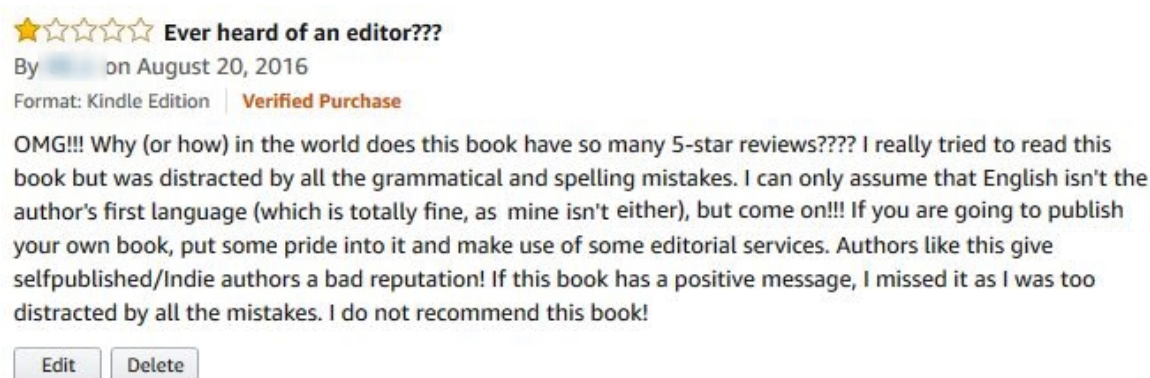 Ever heard of an editor???
By on August 20, 2016
Format: Kindle Edition Verified Purchase
OMG!!! Why (or how) in the world does this book have so many 5-star reviews???? I really tried to read this
book but was distracted by all the grammatical and spelling mistakes. I can only assume that English isn't the
author's first language (which is totally fine, as mine isn't either), but come on!!! If you are going to publish
your own book, put some pride into it and make use of some editorial services. Authors like this give
selfpublished/Indie authors a bad reputation! If this book has a positive message, I missed it as I was too
distracted by all the mistakes. I do not recommend this book!
Edit Delete